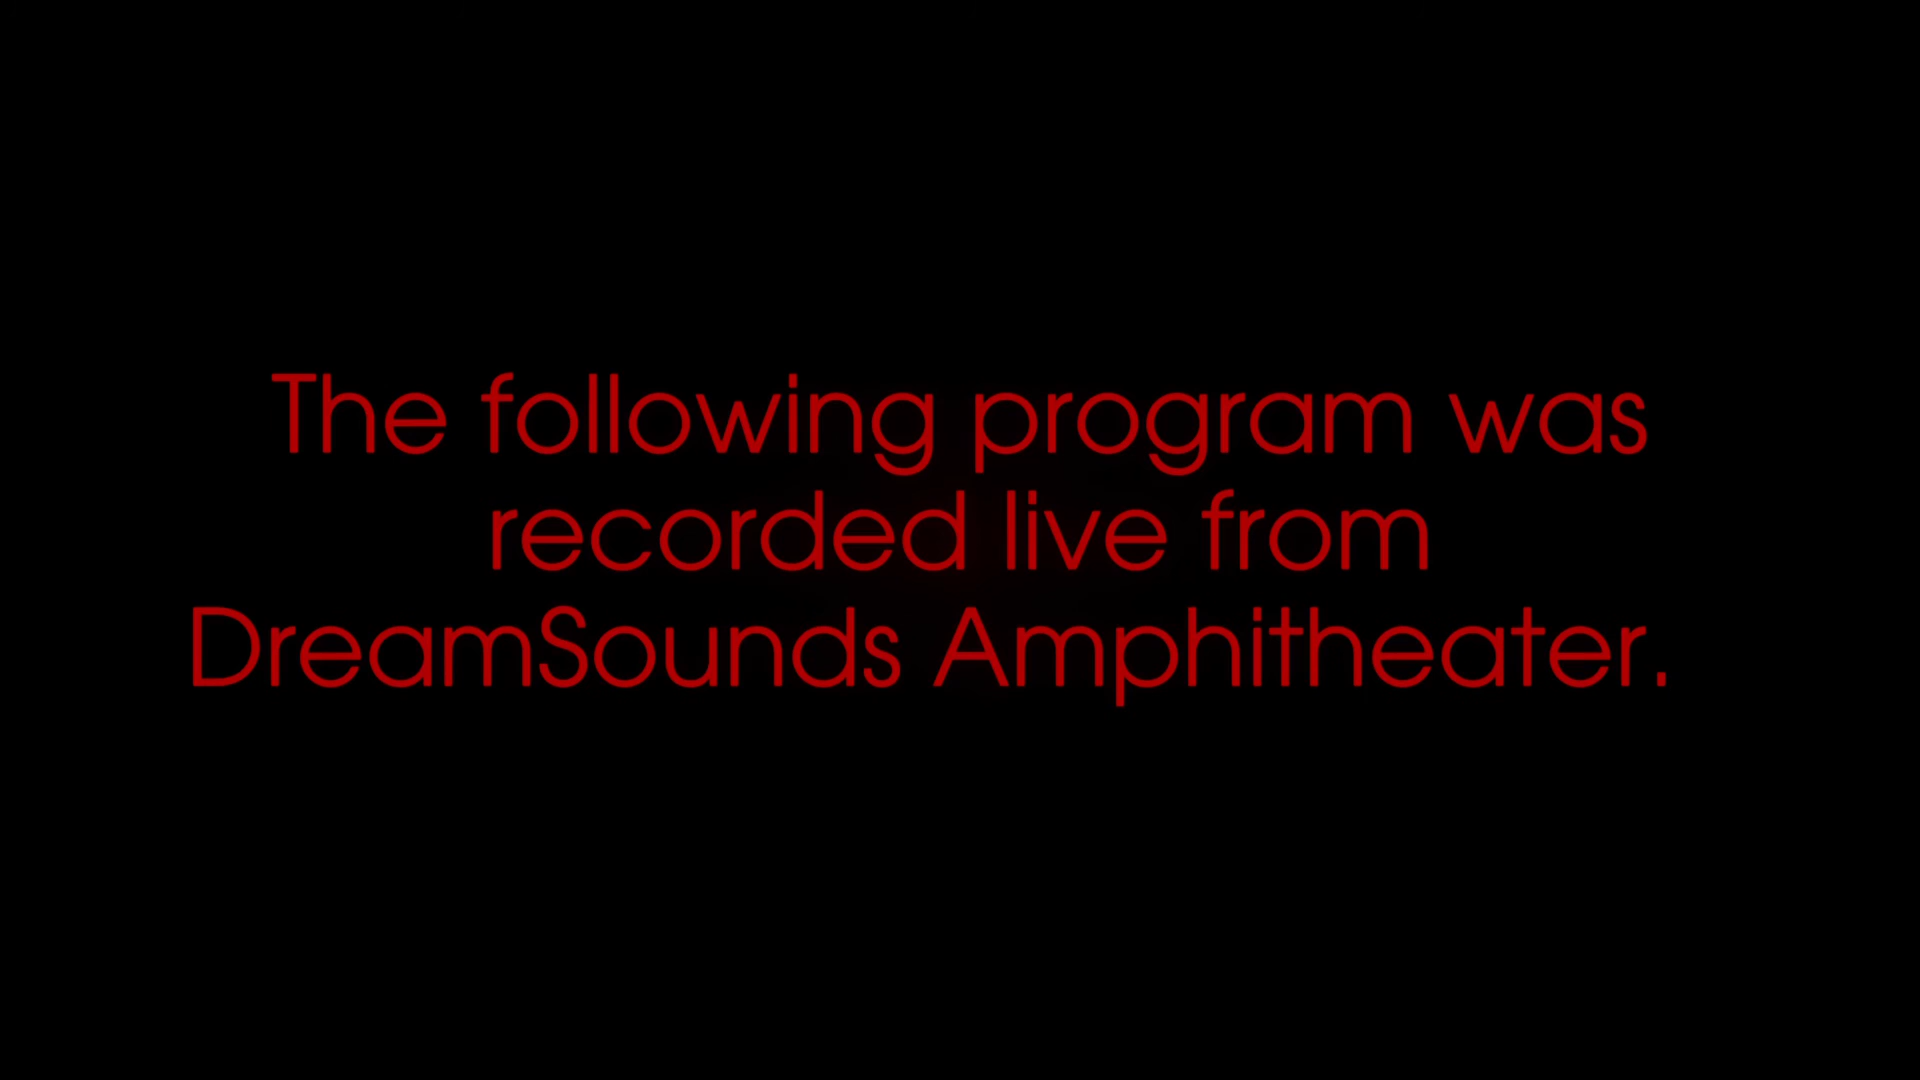 The following program was
recorded live from
DreamSounds Amphitheater.